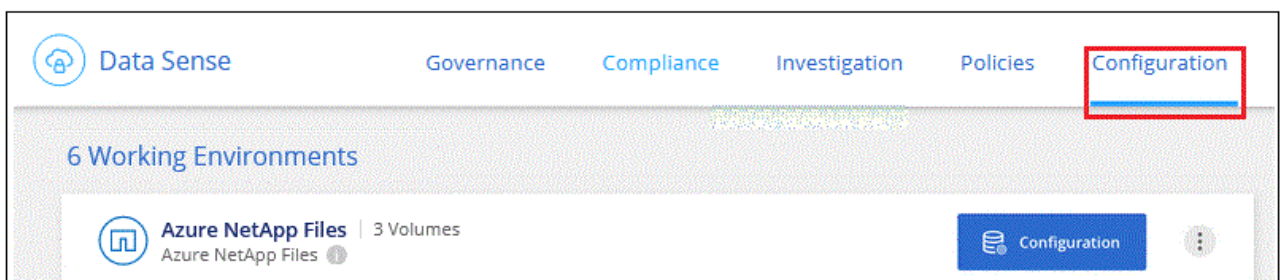 Data Sense Governance Compliance Investigation Policies Configuration
6 Working Environments
Azure NetApp Files | 3 Volumes
Azure NetApp Files
Configuration